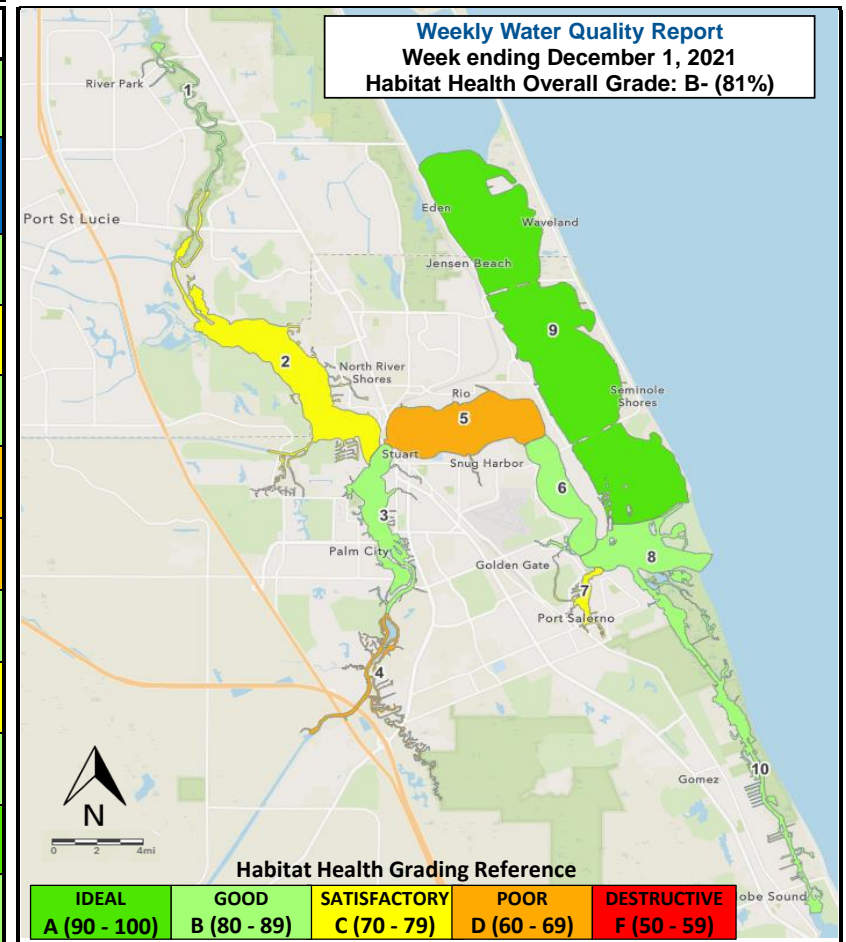 Weekly Water Quality Report
Week ending December 1, 2021
Habitat Health Overall Grade: B- (81%)
River Park
1
Eden
Waveland
Port St Lucie
Jensen Beach
9
2
North River
Shores
Rio
Seminole
Shores
5
Stuart
Snug Harbor
6
3
Palm City
Golden Gate
8
7
Port Salerno
4
N
Gomez
10
0 2 4mi
Habitat Health Grading Reference
obe Sound
IDEAL GOOD SATISFACTORY POOR DESTRUCTIVE
A (90 - 100) B (80 - 89) C (70 - 79) D (60 - 69) F (50 - 59)